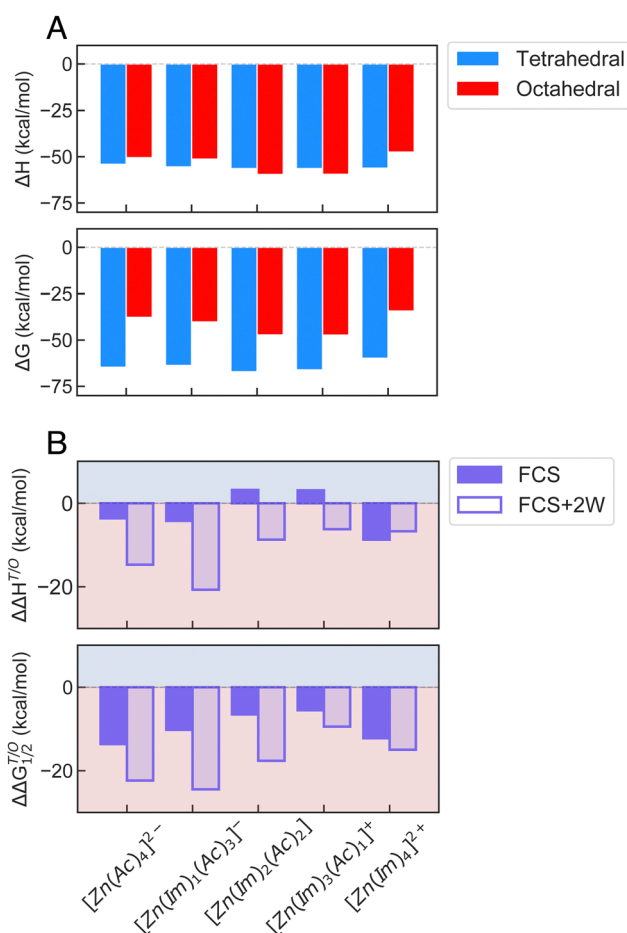 A
Tetrahedral
Octahedral
0
−25
−50
−75
ΔH (kcal/mol)
0
−25
−50
−75
ΔG (kcal/mol)
B
FCS
FCS+2W
0
−20
ΔΔH^{T/O} (kcal/mol)
0
−20
ΔΔG^{T/O}_{1/2} (kcal/mol)
[Zn(Ac)₄]²⁻
[Zn(Im)₁(Ac)₃]⁻
[Zn(Im)₂(Ac)₂]
[Zn(Im)₃(Ac)₁]⁺
[Zn(Im)₄]²⁺